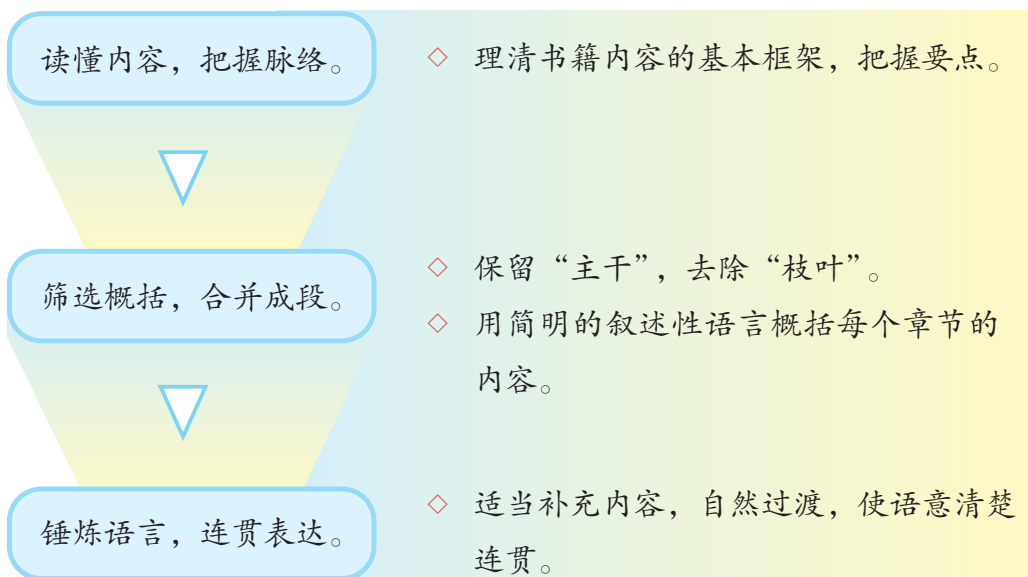 读懂内容，把握脉络。
◇ 理清书籍内容的基本框架，把握要点。
筛选概括，合并成段。
◇ 保留“主干”，去除“枝叶”。
◇ 用简明的叙述性语言概括每个章节的
内容。
锤炼语言，连贯表达。
◇ 适当补充内容，自然过渡，使语意清楚
连贯。